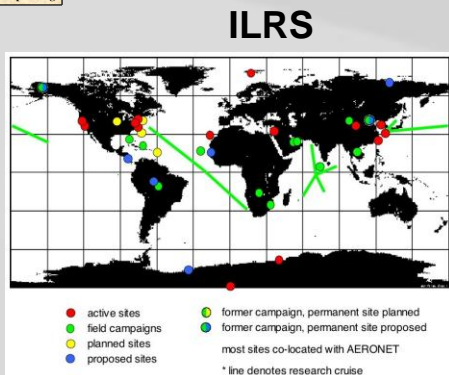 ILRS
active sites
field campaigns
planned sites
proposed sites
former campaign, permanent site planned
former campaign, permanent site proposed
most sites co-located with AERONET
* line denotes research cruise